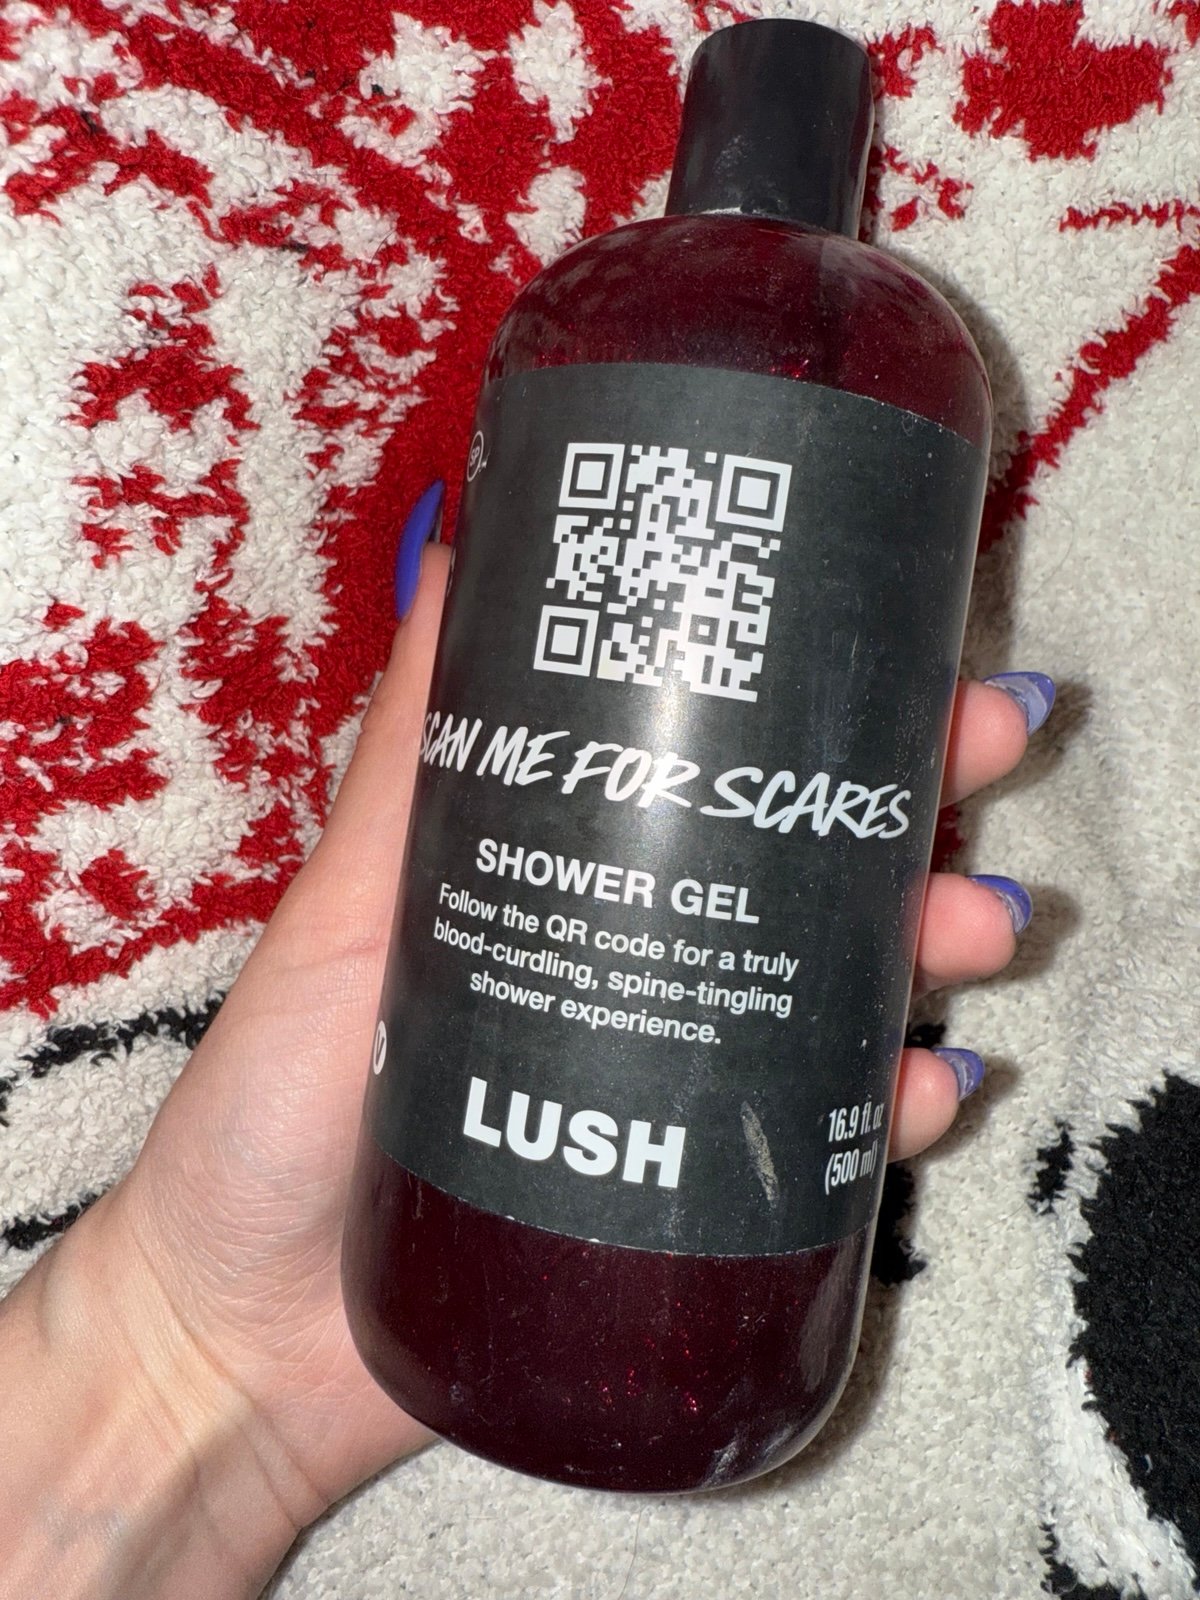 SCAN ME FOR SCARES
SHOWER GEL
Follow the QR code for a truly
blood-curdling, spine-tingling
shower experience.
LUSH
16.9 fl. oz
(500 ml)